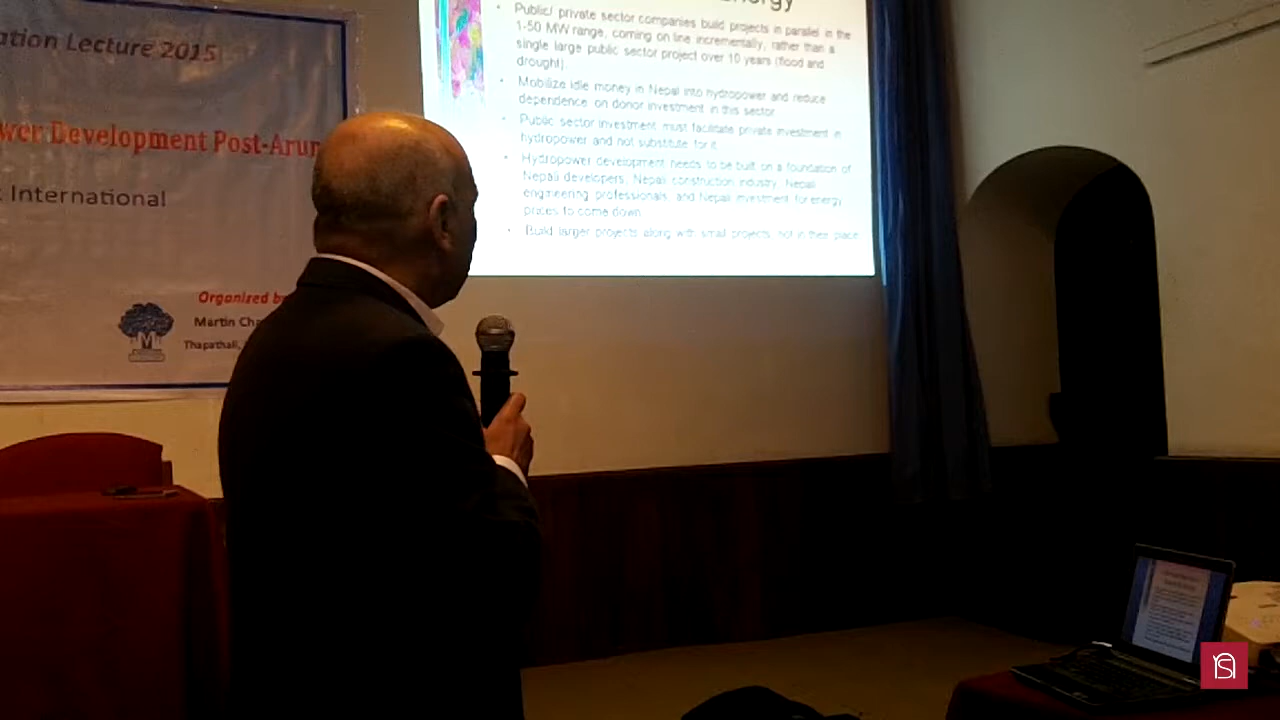 ation Lecture 2015
wer Development Post-Arun
International
Organized by
Martin Ch
Thapathali,
M
ergy
• Public/ private sector companies build projects in parallel in the
1-50 MW range, coming on line incrementally, rather than a
single large public sector project over 10 years (flood and
drought).
• Mobilize idle money in Nepal into hydropower and reduce
dependence on donor investment in this sector
• Public sector investment must facilitate private investment in
hydropower and not substitute for it
• Hydropower development needs to be built on a foundation of
Nepali developers, Nepali construction industry, Nepali
engineering professionals, and Nepali investment for energy
prices to come down
• Build larger projects along with small projects, not in their place